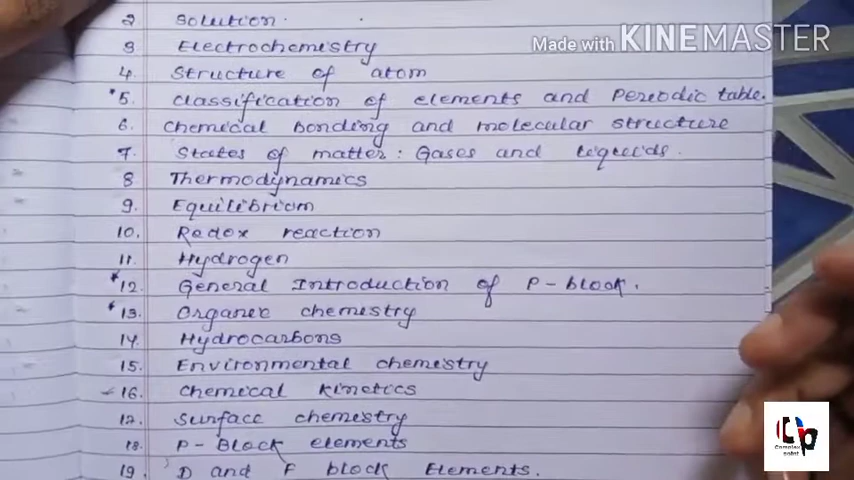 2 Solution.
Made with KINEMASTER
3 Electrochemistry
4. Structure of atom
*5. Classification of elements and Periodic table.
6. Chemical bonding and molecular structure
7. States of matter: Gases and liquids.
8 Thermodynamics
9. Equilibriom
10. Redox reaction
11. Hydrogen
*12. General Introduction of P-block.
*13. Organic chemistry
14. Hydrocarbons
15. Environmental chemistry
16. Chemical kinetics
17. Surface chemistry
18. P-Block elements
19. D and F block Elements.